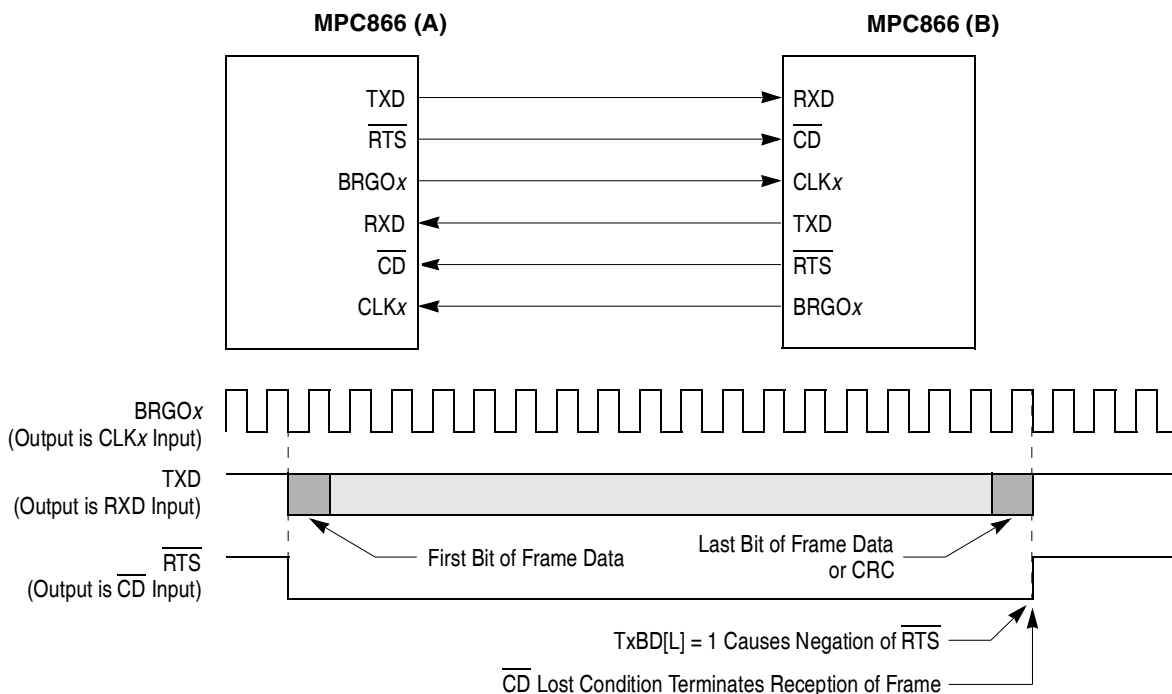 MPC866 (A)
MPC866 (B)
TXD
RXD
RTS
CD
BRGOx
CLKx
RXD
TXD
CD
RTS
CLKx
BRGOx
BRGOx
(Output is CLKx Input)
TXD
(Output is RXD Input)
First Bit of Frame Data
Last Bit of Frame Data
or CRC
RTS
(Output is CD Input)
TxBD[L] = 1 Causes Negation of RTS
CD Lost Condition Terminates Reception of Frame